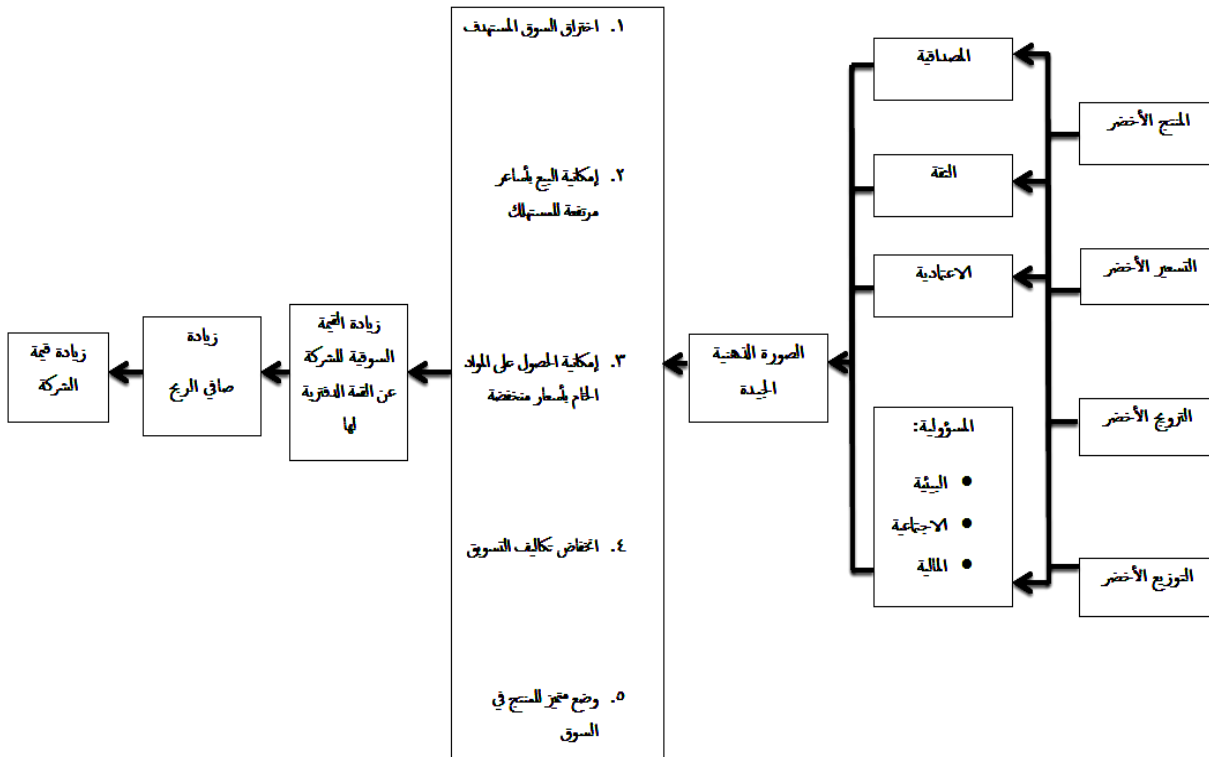 المنتج الأخضر
التسعير الأخضر
الترويج الأخضر
التوزيع الأخضر
المصداقية
الثقة
الاعتمادية
المسؤولية:
● البيئية
● الاجتماعية
● المالية
الصورة الذهنية
الجيدة
١. اختراق السوق المستهدف
٢. إمكانية البيع بأساعر
مرتفعة للمستهلك
٣. إمكانية الحصول على المواد
الخام بأسعار منخفضة
٤. انخفاض تكاليف التسويق
٥. وضع متميز للمنتج في
السوق
زيادة القيمة
السوقية للشركة
عن القمة الدفترية
لها
زيادة
صافي الربح
زيادة قيمة
الشركة